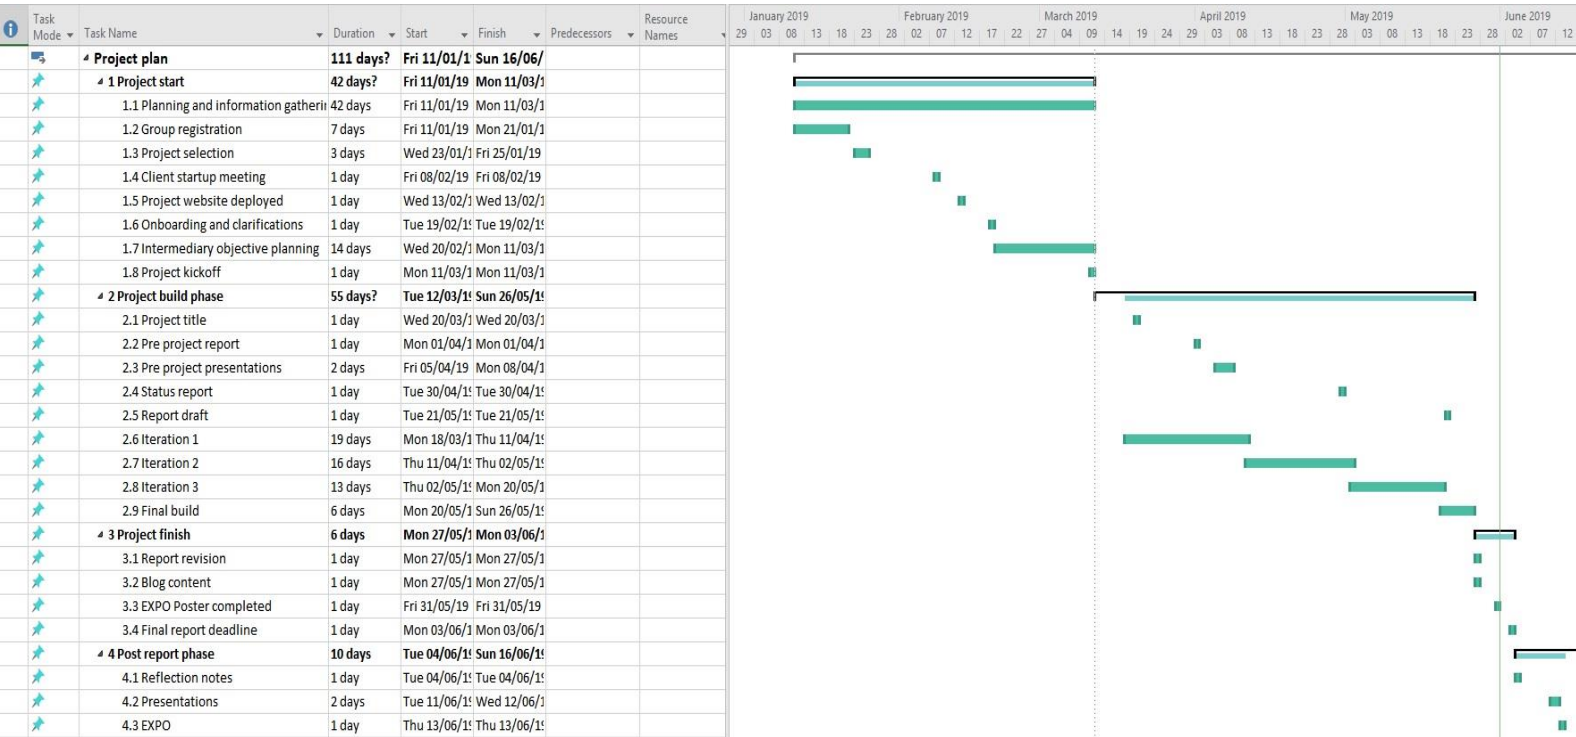 Task Mode Task Name Duration Start Finish Predecessors Resource Names
January 2019 February 2019 March 2019 April 2019 May 2019 June 2019
29 03 08 13 18 23 28 02 07 12 17 22 27 04 09 14 19 24 29 03 08 13 18 23 28 03 08 13 18 23 28 02 07 12
Project plan 111 days? Fri 11/01/1 Sun 16/06/
1 Project start 42 days? Fri 11/01/19 Mon 11/03/1
1.1 Planning and information gatherin 42 days Fri 11/01/19 Mon 11/03/1
1.2 Group registration 7 days Fri 11/01/19 Mon 21/01/1
1.3 Project selection 3 days Wed 23/01/1 Fri 25/01/19
1.4 Client startup meeting 1 day Fri 08/02/19 Fri 08/02/19
1.5 Project website deployed 1 day Wed 13/02/1 Wed 13/02/1
1.6 Onboarding and clarifications 1 day Tue 19/02/19 Tue 19/02/19
1.7 Intermediary objective planning 14 days Wed 20/02/1 Mon 11/03/1
1.8 Project kickoff 1 day Mon 11/03/1 Mon 11/03/1
2 Project build phase 55 days? Tue 12/03/19 Sun 26/05/19
2.1 Project title 1 day Wed 20/03/1 Wed 20/03/1
2.2 Pre project report 1 day Mon 01/04/1 Mon 01/04/1
2.3 Pre project presentations 2 days Fri 05/04/19 Mon 08/04/1
2.4 Status report 1 day Tue 30/04/19 Tue 30/04/19
2.5 Report draft 1 day Tue 21/05/19 Tue 21/05/19
2.6 Iteration 1 19 days Mon 18/03/1 Thu 11/04/19
2.7 Iteration 2 16 days Thu 11/04/19 Thu 02/05/19
2.8 Iteration 3 13 days Thu 02/05/19 Mon 20/05/1
2.9 Final build 6 days Mon 20/05/1 Sun 26/05/19
3 Project finish 6 days Mon 27/05/1 Mon 03/06/1
3.1 Report revision 1 day Mon 27/05/1 Mon 27/05/1
3.2 Blog content 1 day Mon 27/05/1 Mon 27/05/1
3.3 EXPO Poster completed 1 day Fri 31/05/19 Fri 31/05/19
3.4 Final report deadline 1 day Mon 03/06/1 Mon 03/06/1
4 Post report phase 10 days Tue 04/06/19 Sun 16/06/19
4.1 Reflection notes 1 day Tue 04/06/19 Tue 04/06/19
4.2 Presentations 2 days Tue 11/06/19 Wed 12/06/1
4.3 EXPO 1 day Thu 13/06/19 Thu 13/06/19